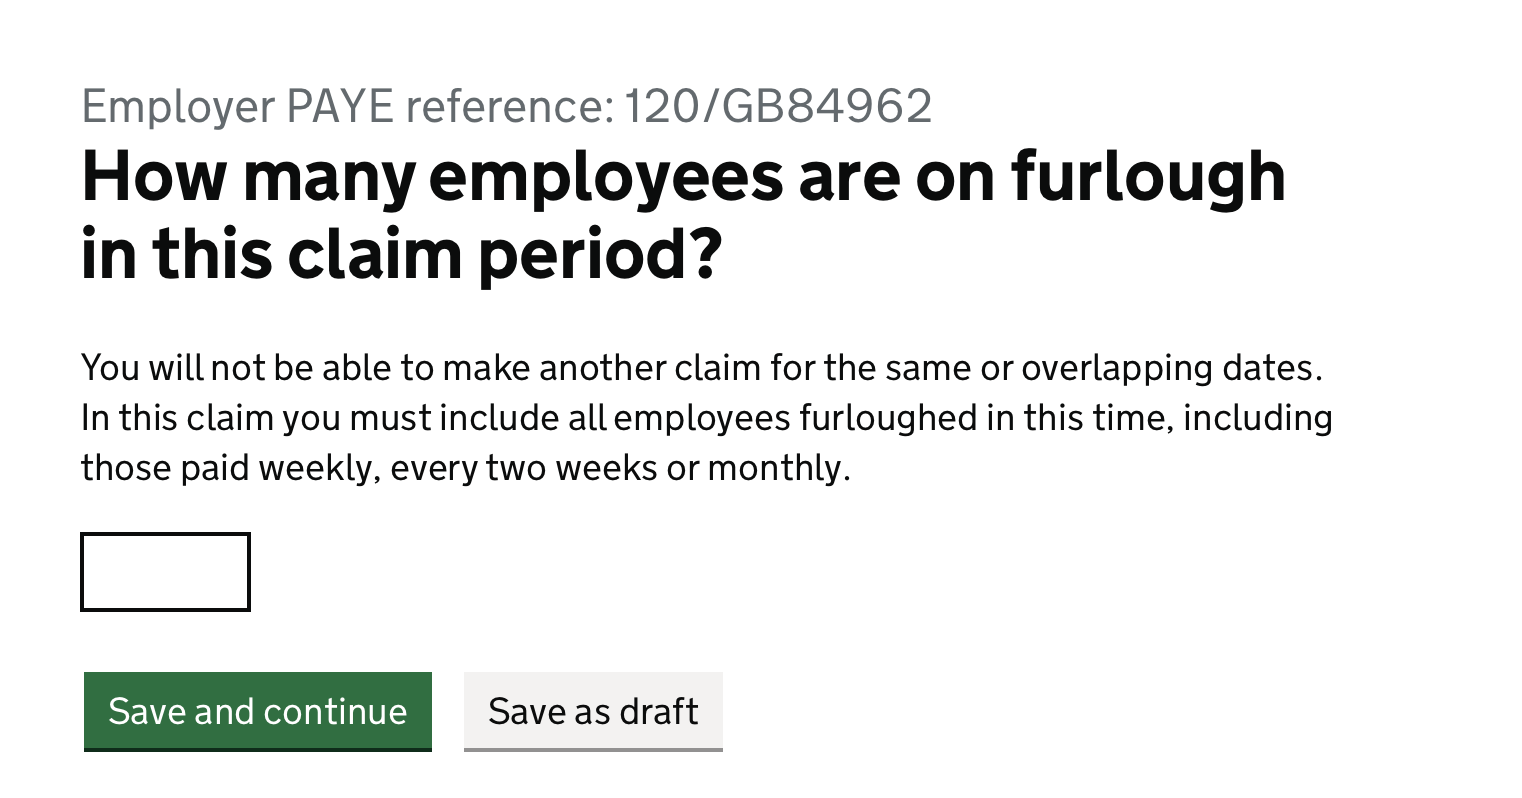 Employer PAYE reference: 120/GB84962
How many employees are on furlough
in this claim period?
You will not be able to make another claim for the same or overlapping dates.
In this claim you must include all employees furloughed in this time, including
those paid weekly, every two weeks or monthly.
Save and continue
Save as draft